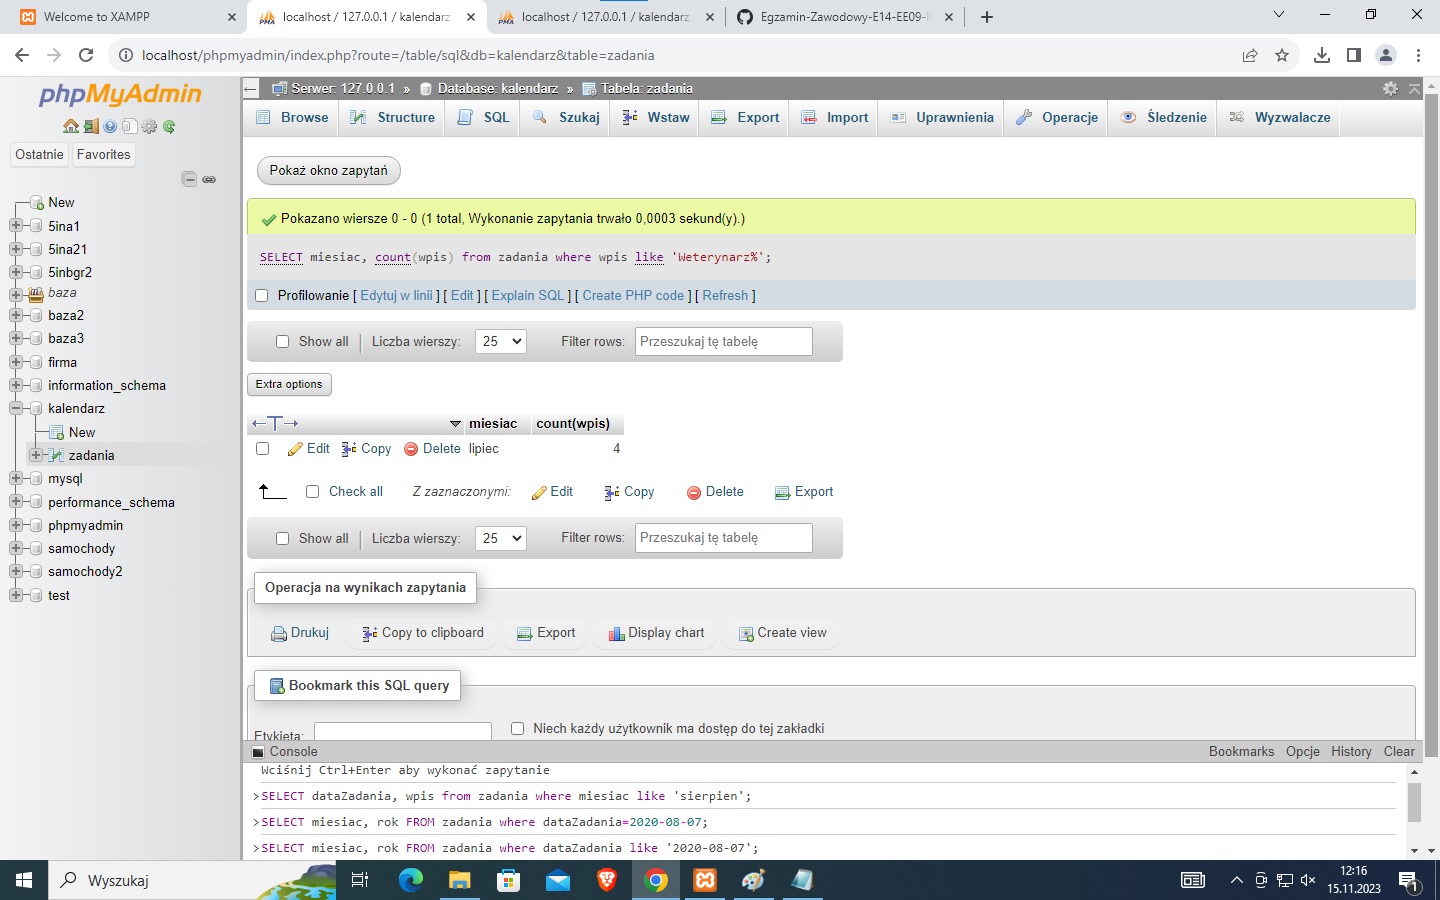 Welcome to XAMPP
localhost / 127.0.0.1 / kalendarz
localhost / 127.0.0.1 / kalendarz
Egzamin-Zawodowy-E14-EE09-I
localhost/phpmyadmin/index.php?route=/table/sql&db=kalendarz&table=zadania
phpMyAdmin
Ostatnie Favorites
New
5ina1
5ina21
5inbgr2
baza
baza2
baza3
firma
information_schema
kalendarz
New
zadania
mysql
performance_schema
phpmyadmin
samochody
samochody2
test
Serwer: 127.0.0.1 » Database: kalendarz » Tabela: zadania
Browse Structure SQL Szukaj Wstaw Export Import Uprawnienia Operacje Śledzenie Wyzwalacze
Pokaż okno zapytań
Pokazano wiersze 0 - 0 (1 total, Wykonanie zapytania trwało 0,0003 sekund(y).)
SELECT miesiac, count(wpis) from zadania where wpis like 'Weterynarz%';
Profilowanie [ Edytuj w linii ] [ Edit ] [ Explain SQL ] [ Create PHP code ] [ Refresh ]
Show all Liczba wierszy: 25 Filter rows: Przeszukaj tę tabelę
Extra options
miesiac count(wpis)
Edit Copy Delete lipiec 4
Check all Z zaznaczonymi: Edit Copy Delete Export
Show all Liczba wierszy: 25 Filter rows: Przeszukaj tę tabelę
Operacja na wynikach zapytania
Drukuj Copy to clipboard Export Display chart Create view
Bookmark this SQL query
Etykieta: Niech każdy użytkownik ma dostęp do tej zakładki
Console Bookmarks Opcje History Clear
Wciśnij Ctrl+Enter aby wykonać zapytanie
>SELECT dataZadania, wpis from zadania where miesiac like 'sierpien';
>SELECT miesiac, rok FROM zadania where dataZadania=2020-08-07;
>SELECT miesiac, rok FROM zadania where dataZadania like '2020-08-07';
Wyszukaj
12:16
15.11.2023
1